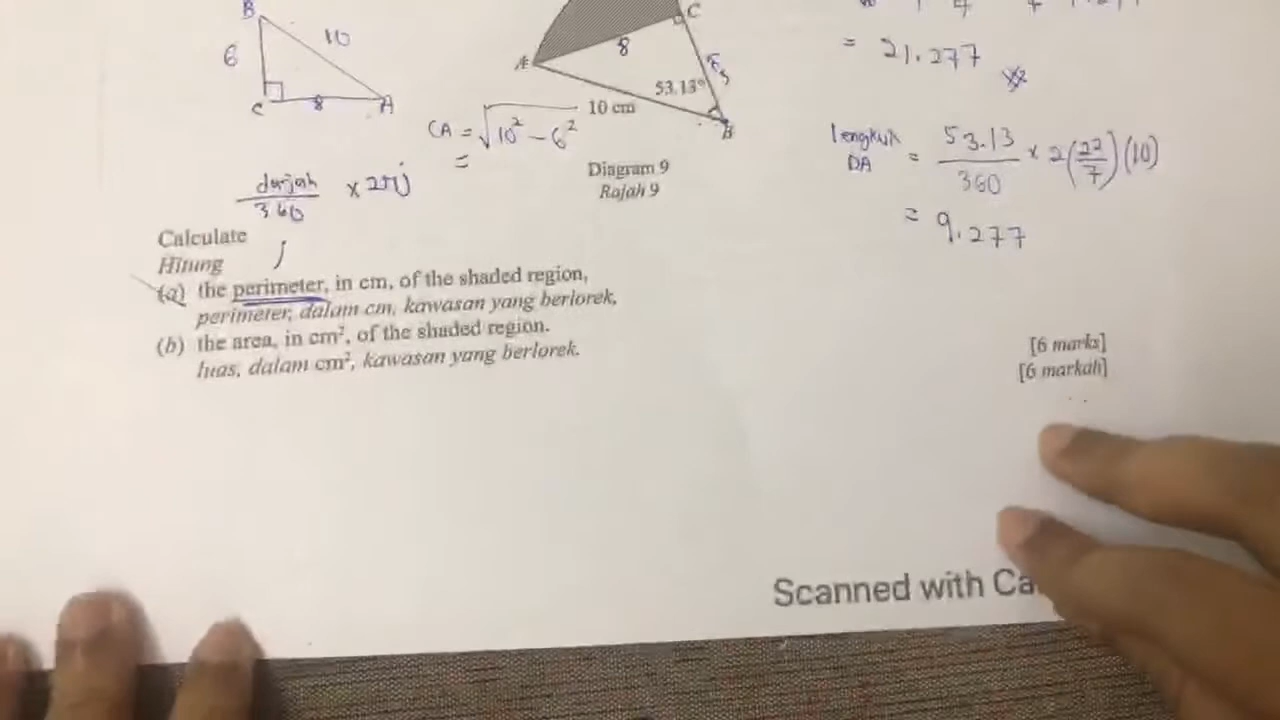 B
6
10
C
8
A
C
8
53.13°
10 cm
B
CA = √10² – 6²
=
Diagram 9
Rajah 9
darjah/360 × 2πj
= 21.277
lengkuk DA = 53.13/360 × 2(22/7)(10)
= 9.277
Calculate
Hitung
(a) the perimeter, in cm, of the shaded region,
perimeter, dalam cm, kawasan yang berlorek,
(b) the area, in cm², of the shaded region.
luas, dalam cm², kawasan yang berlorek.
[6 marks]
[6 markah]
Scanned with Ca